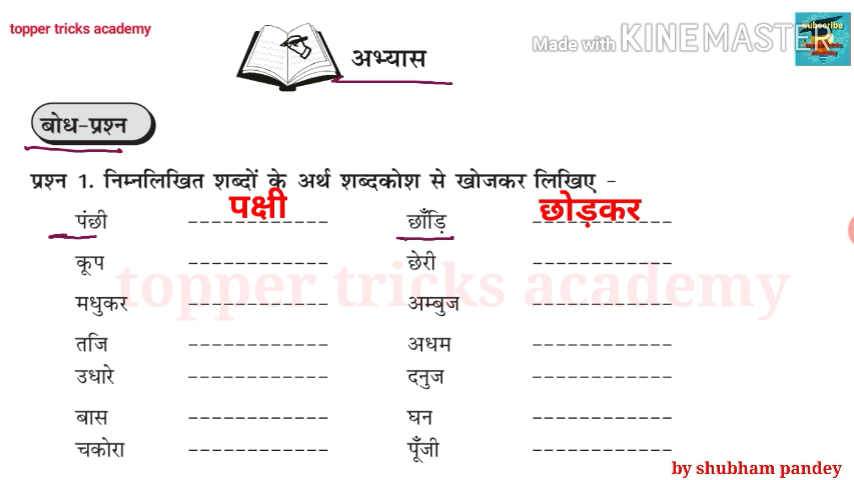 topper tricks academy
Made with KINEMASTER
subscribe
अभ्यास
बोध-प्रश्न
प्रश्न 1. निम्नलिखित शब्दों के अर्थ शब्दकोश से खोजकर लिखिए -
पंछी ------------ पक्षी छाँड़ि ------------ छोड़कर
कूप ------------ छेरी ------------
topper tricks academy
मधुकर ------------ अम्बुज ------------
तजि ------------ अधम ------------
उधारे ------------ दनुज ------------
बास ------------ घन ------------
चकोरा ------------ पूँजी ------------
by shubham pandey